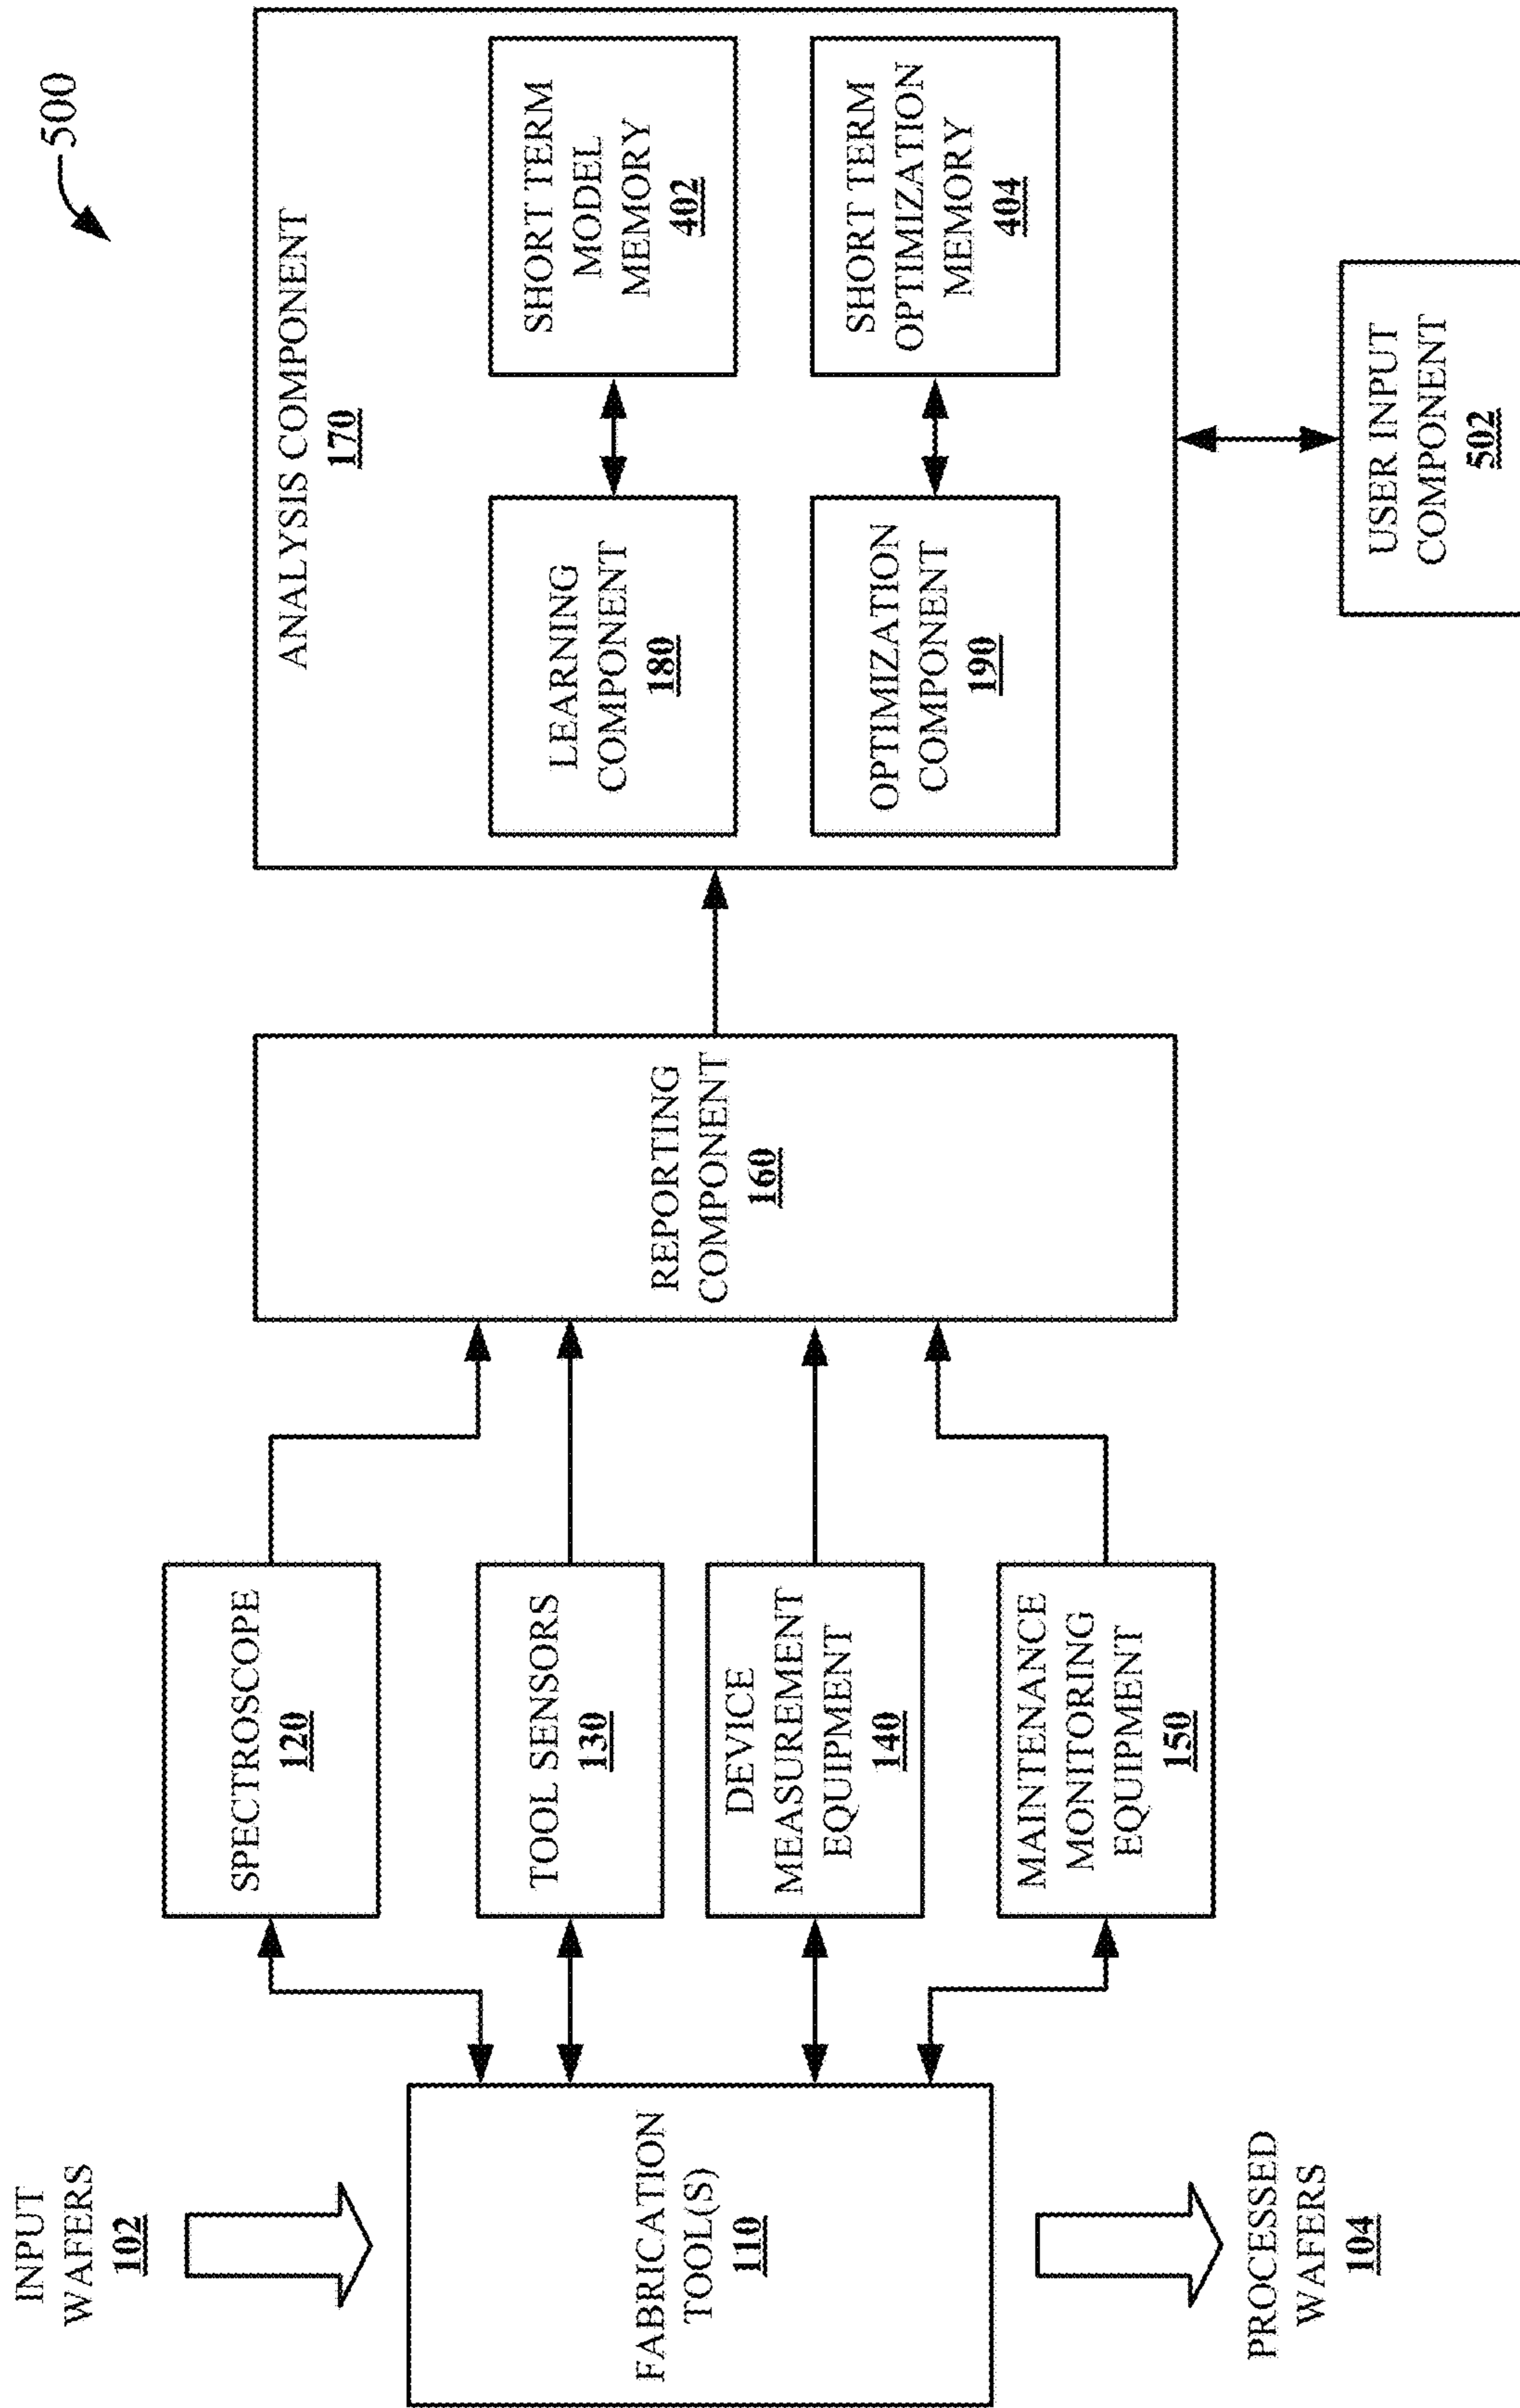 500
INPUT
WAFERS
102
FABRICATION
TOOL(S)
110
PROCESSED
WAFERS
104
SPECTROSCOPE
120
TOOL SENSORS
130
DEVICE
MEASUREMENT
EQUIPMENT
140
MAINTENANCE
MONITORING
EQUIPMENT
150
REPORTING
COMPONENT
160
ANALYSIS COMPONENT
170
LEARNING
COMPONENT
180
SHORT TERM
MODEL
MEMORY
402
OPTIMIZATION
COMPONENT
190
SHORT TERM
OPTIMIZATION
MEMORY
404
USER INPUT
COMPONENT
502